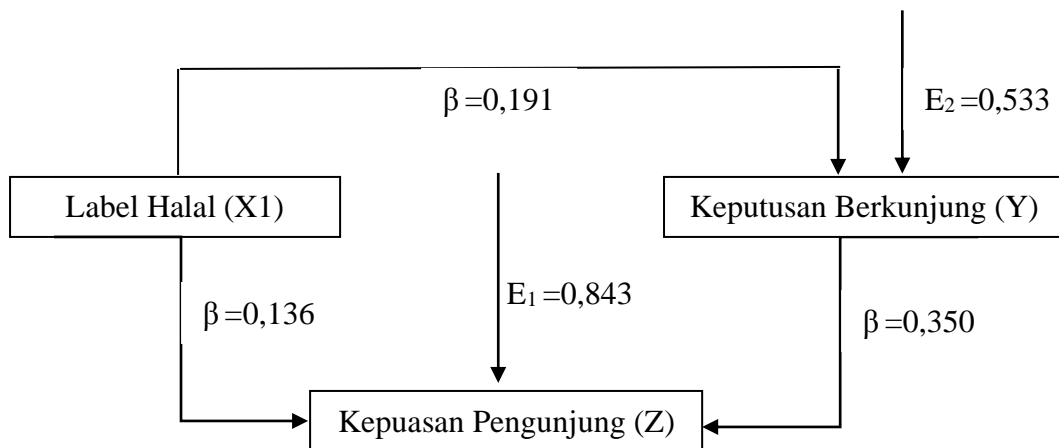 β =0,191
E₂ =0,533
Label Halal (X1)
Keputusan Berkunjung (Y)
β =0,136
E₁ =0,843
β =0,350
Kepuasan Pengunjung (Z)